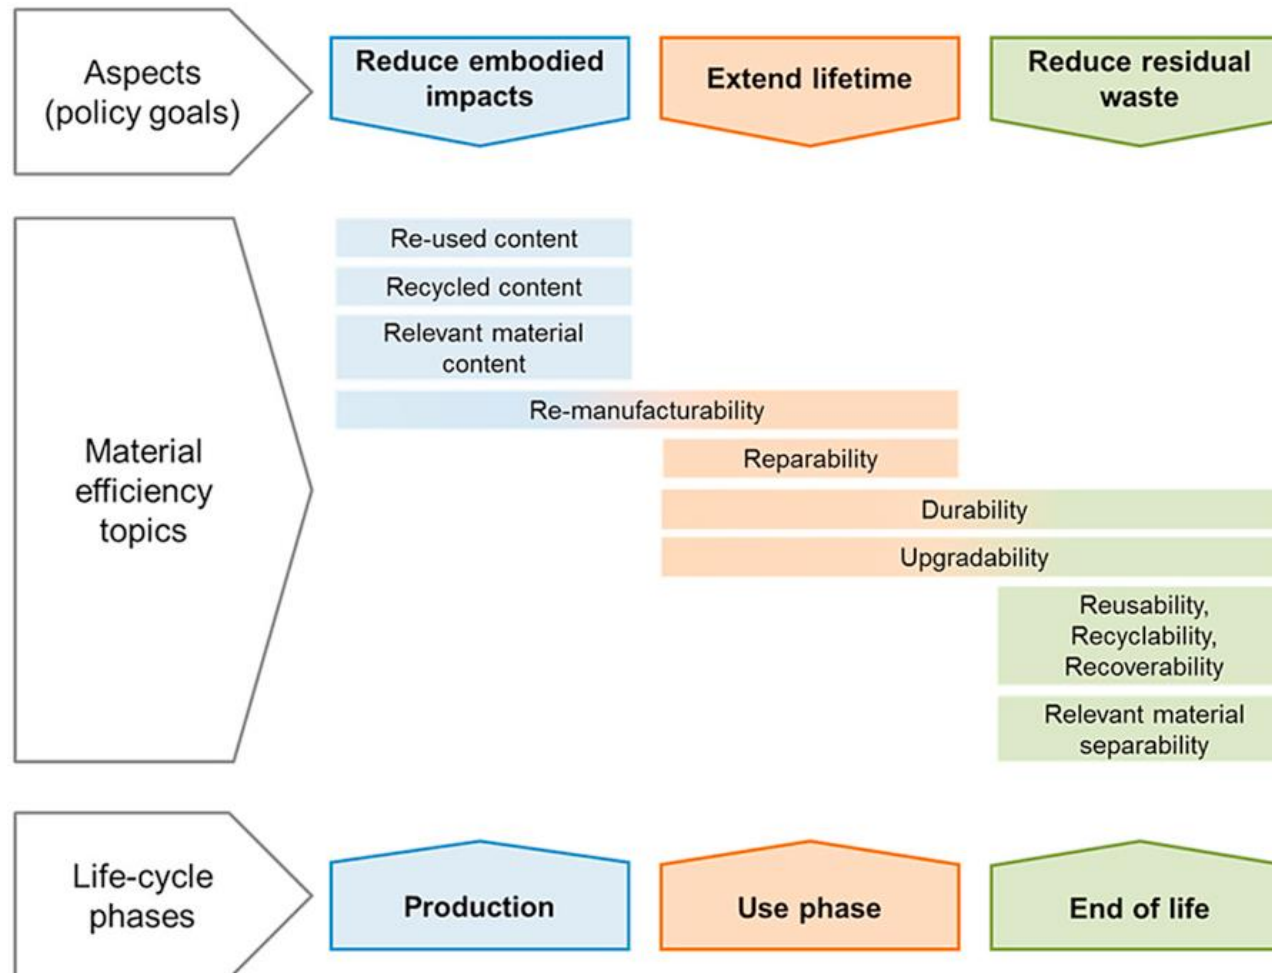 Aspects
(policy goals)
Reduce embodied
impacts
Extend lifetime
Reduce residual
waste
Material
efficiency
topics
Re-used content
Recycled content
Relevant material
content
Re-manufacturability
Reparability
Durability
Upgradability
Reusability,
Recyclability,
Recoverability
Relevant material
separability
Life-cycle
phases
Production
Use phase
End of life